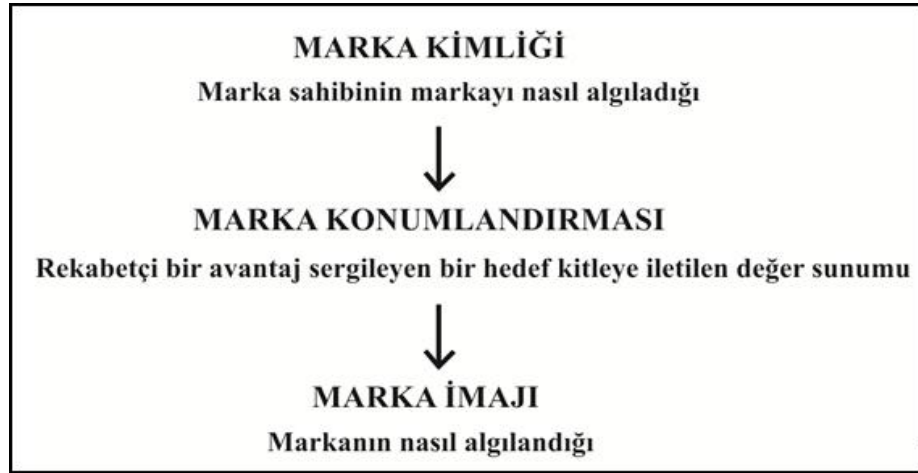 MARKA KİMLİĞİ
Marka sahibinin markayı nasıl algıladığı
MARKA KONUMLANDIRMASI
Rekabetçi bir avantaj sergileyen bir hedef kitleye iletilen değer sunumu
MARKA İMAJI
Markanın nasıl algılandığı